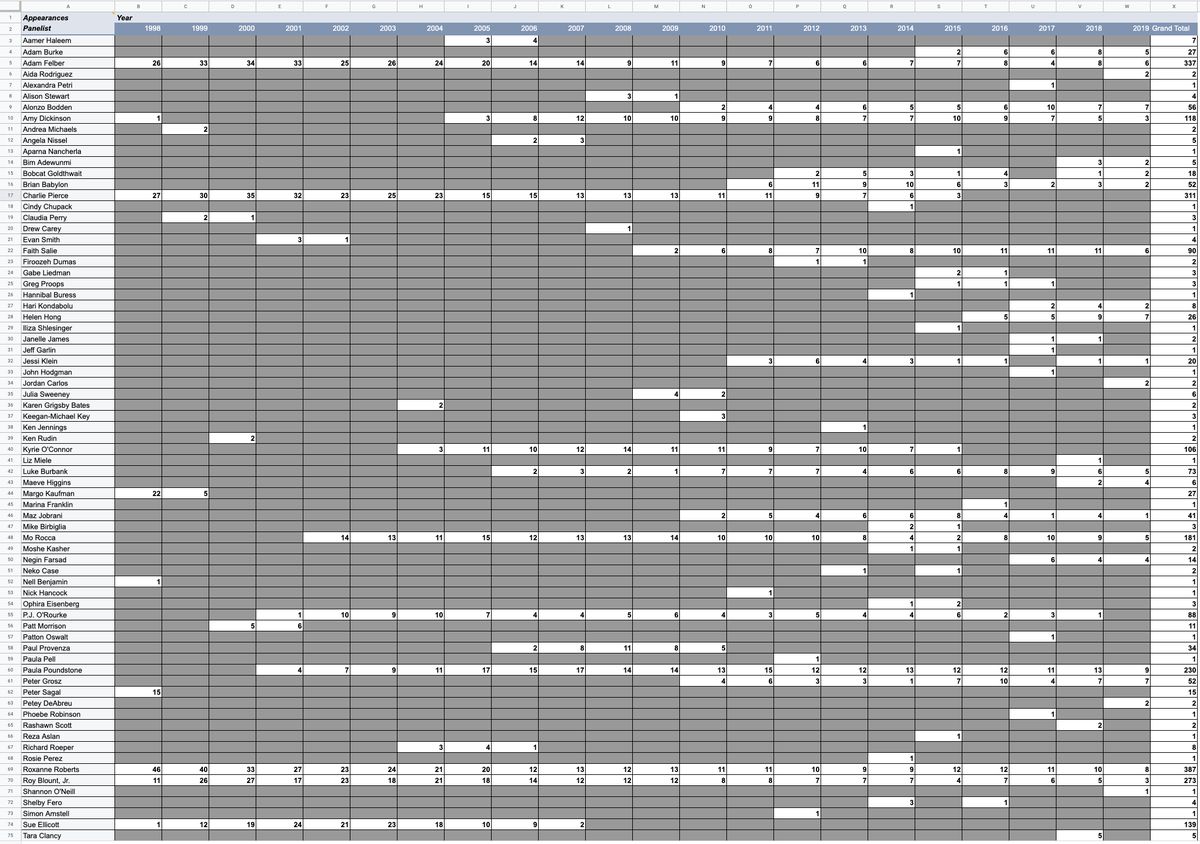 A B C D E F G H I J K L M N O P Q R S T U V W X
1 Appearances Year
2 Panelist 1998 1999 2000 2001 2002 2003 2004 2005 2006 2007 2008 2009 2010 2011 2012 2013 2014 2015 2016 2017 2018 2019 Grand Total
3 Aamer Haleem 3 4 7
4 Adam Burke 2 6 6 8 5 27
5 Adam Felber 26 33 34 33 25 26 24 20 14 14 9 11 9 7 6 6 7 7 8 4 8 6 337
6 Aida Rodriguez 2 2
7 Alexandra Petri 1 1
8 Alison Stewart 3 1 4
9 Alonzo Bodden 2 4 4 6 5 5 6 10 7 7 56
10 Amy Dickinson 1 3 8 12 10 10 9 9 8 7 7 10 9 7 5 3 118
11 Andrea Michaels 2 2
12 Angela Nissel 2 3 5
13 Aparna Nancherla 1 1
14 Bim Adewunmi 3 2 5
15 Bobcat Goldthwait 2 5 3 1 4 1 2 18
16 Brian Babylon 6 11 9 10 6 3 2 3 2 52
17 Charlie Pierce 27 30 35 32 23 25 23 15 15 13 13 13 11 11 9 7 6 3 311
18 Cindy Chupack 1 1
19 Claudia Perry 2 1 3
20 Drew Carey 1 1
21 Evan Smith 3 1 4
22 Faith Salie 2 6 8 7 10 8 10 11 11 11 6 90
23 Firoozeh Dumas 1 1 2
24 Gabe Liedman 2 1 3
25 Greg Proops 1 1 1 3
26 Hannibal Buress 1 1
27 Hari Kondabolu 2 4 2 8
28 Helen Hong 5 5 9 7 26
29 Iliza Shlesinger 1 1
30 Janelle James 1 1 2
31 Jeff Garlin 1 1
32 Jessi Klein 3 6 4 3 1 1 1 1 20
33 John Hodgman 1 1
34 Jordan Carlos 2 2
35 Julia Sweeney 4 2 6
36 Karen Grigsby Bates 2 2
37 Keegan-Michael Key 3 3
38 Ken Jennings 1 1
39 Ken Rudin 2 2
40 Kyrie O'Connor 3 11 10 12 14 11 11 9 7 10 7 1 106
41 Liz Miele 1 1
42 Luke Burbank 2 3 2 1 7 7 7 4 6 6 8 9 6 5 73
43 Maeve Higgins 2 4 6
44 Margo Kaufman 22 5 27
45 Marina Franklin 1 1
46 Maz Jobrani 2 5 4 6 6 8 4 1 4 1 41
47 Mike Birbiglia 2 1 3
48 Mo Rocca 14 13 11 15 12 13 13 14 10 10 10 8 4 2 8 10 9 5 181
49 Moshe Kasher 1 1 2
50 Negin Farsad 6 4 4 14
51 Neko Case 1 1 2
52 Nell Benjamin 1 1
53 Nick Hancock 1 1
54 Ophira Eisenberg 1 2 3
55 P.J. O'Rourke 1 10 9 10 7 4 4 5 6 4 3 5 4 4 6 2 3 1 88
56 Patt Morrison 5 6 11
57 Patton Oswalt 1 1
58 Paul Provenza 2 8 11 8 5 34
59 Paula Pell 1 1
60 Paula Poundstone 4 7 9 11 17 15 17 14 14 13 15 12 12 13 12 12 11 13 9 230
61 Peter Grosz 4 6 3 3 1 7 10 4 7 7 52
62 Peter Sagal 15 15
63 Petey DeAbreu 2 2
64 Phoebe Robinson 1 1
65 Rashawn Scott 2 2
66 Reza Aslan 1 1
67 Richard Roeper 3 4 1 8
68 Rosie Perez 1 1
69 Roxanne Roberts 46 40 33 27 23 24 21 20 12 13 12 13 11 11 10 9 9 12 12 11 10 8 387
70 Roy Blount, Jr. 11 26 27 17 23 18 21 18 14 12 12 12 8 8 7 7 7 4 7 6 5 3 273
71 Shannon O'Neill 1 1
72 Shelby Fero 3 1 4
73 Simon Amstell 1 1
74 Sue Ellicott 1 12 19 24 21 23 18 10 9 2 139
75 Tara Clancy 5 5